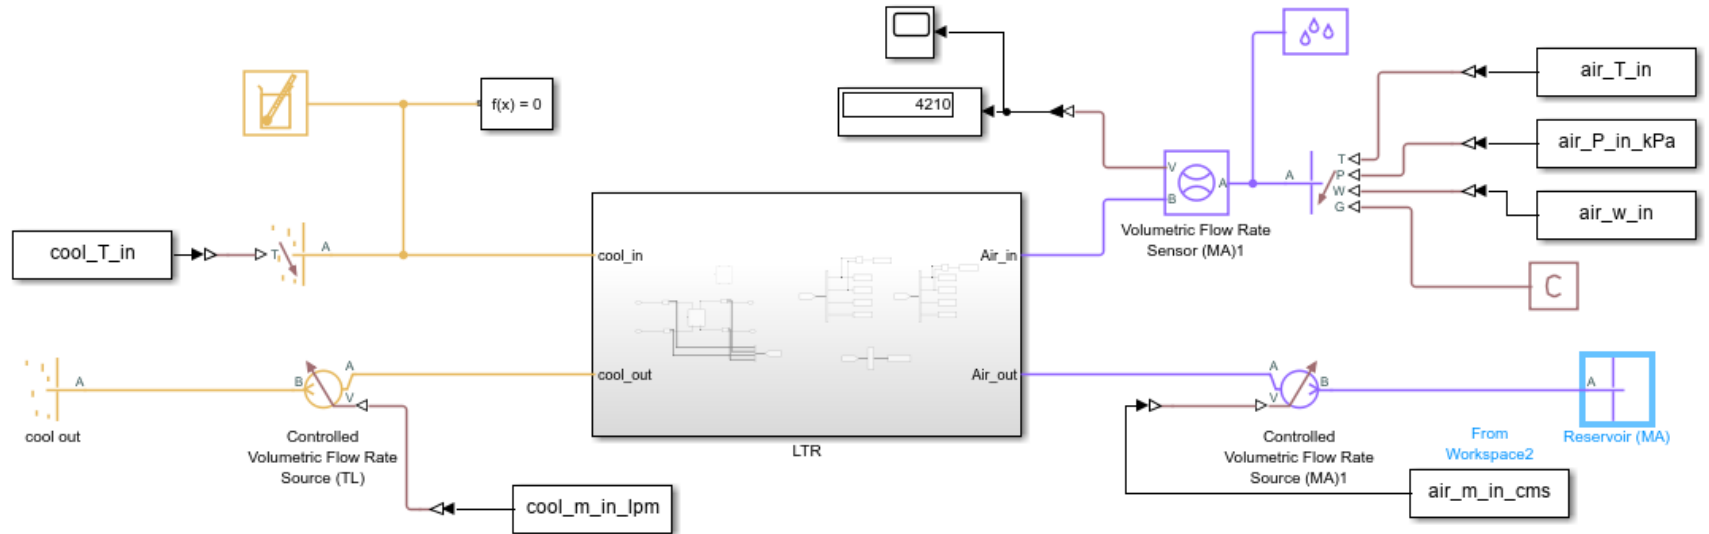 air_T_in
f(x) = 0
4210
air_P_in_kPa
T
P
V
A
A
W
B
G
air_w_in
Volumetric Flow Rate
Sensor (MA)1
cool_T_in
T
A
cool_in
Air_in
C
cool_out
Air_out
A
B
A
V
A
B
A
V
cool out
Controlled
Volumetric Flow Rate
Source (TL)
LTR
Controlled
Volumetric Flow Rate
Source (MA)1
From
Workspace2
Reservoir (MA)
cool_m_in_lpm
air_m_in_cms